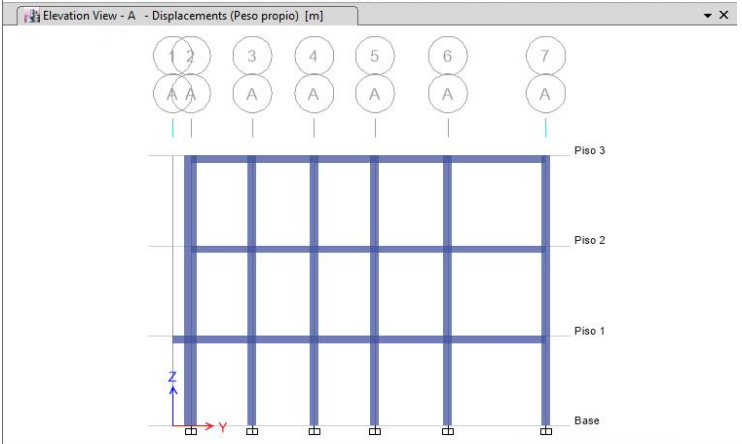 Elevation View - A - Displacements (Peso propio) [m]
1 2 3 4 5 6 7
A A A A A A A
Piso 3
Piso 2
Piso 1
Z
Y
Base